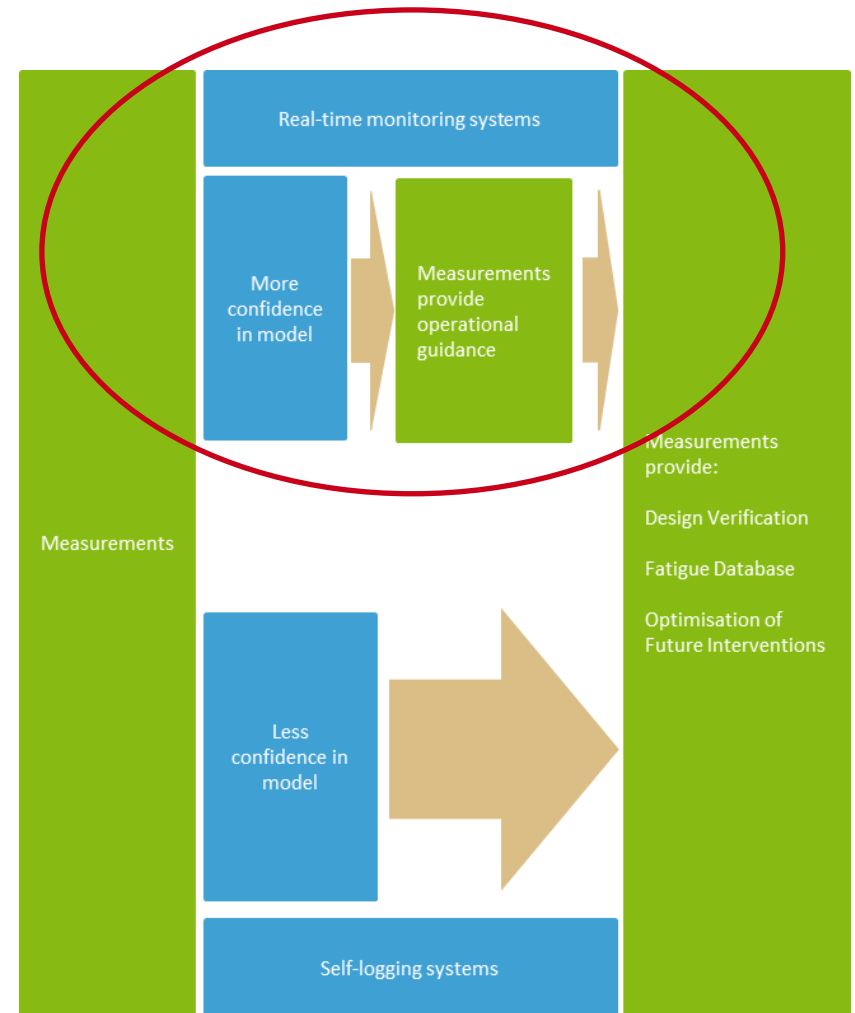 Real-time monitoring systems
More
confidence
in model
Measurements
provide
operational
guidance
Measurements
Measurements
provide:
Design Verification
Fatigue Database
Optimisation of
Future Interventions
Less
confidence in
model
Self-logging systems